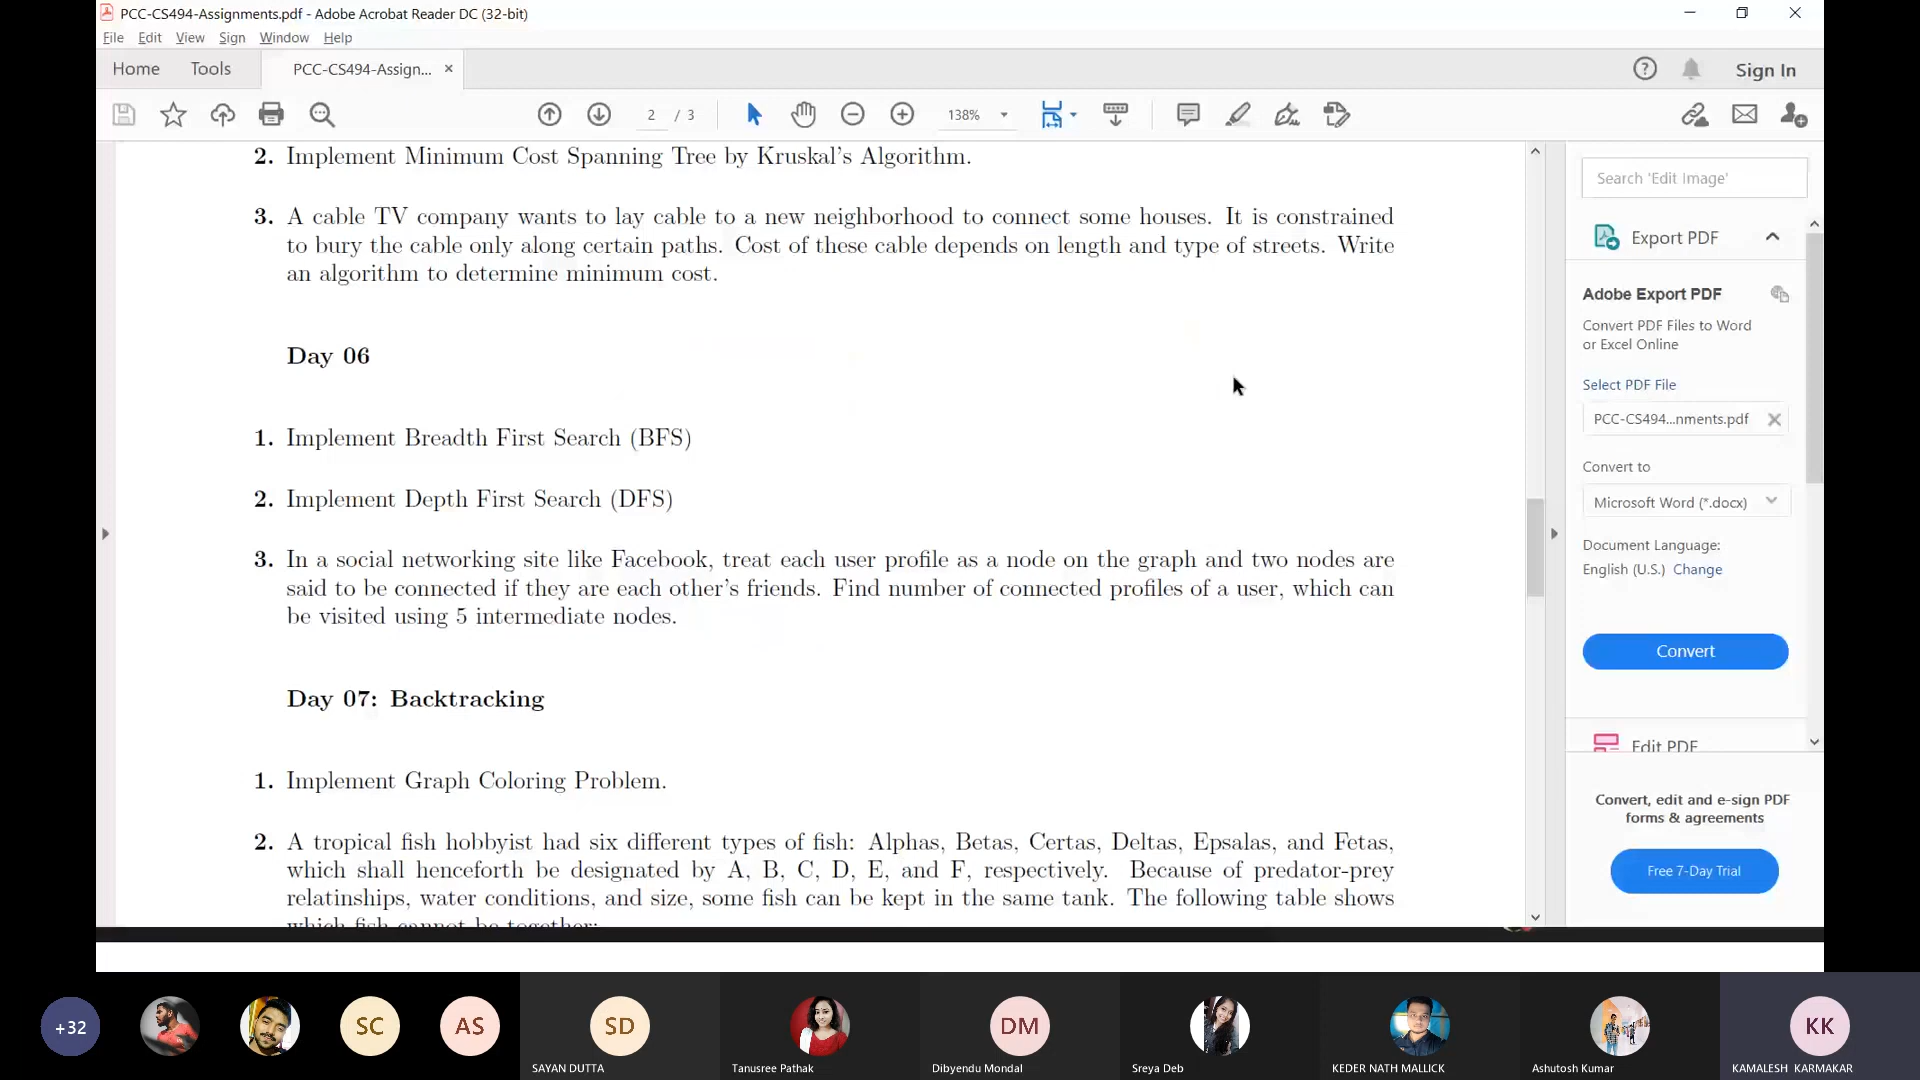 PCC-CS494-Assignments.pdf - Adobe Acrobat Reader DC (32-bit)
File Edit View Sign Window Help
Home Tools PCC-CS494-Assign... × Sign In
2 / 3 138%
2. Implement Minimum Cost Spanning Tree by Kruskal's Algorithm.
3. A cable TV company wants to lay cable to a new neighborhood to connect some houses. It is constrained
to bury the cable only along certain paths. Cost of these cable depends on length and type of streets. Write
an algorithm to determine minimum cost.
Day 06
1. Implement Breadth First Search (BFS)
2. Implement Depth First Search (DFS)
3. In a social networking site like Facebook, treat each user profile as a node on the graph and two nodes are
said to be connected if they are each other's friends. Find number of connected profiles of a user, which can
be visited using 5 intermediate nodes.
Day 07: Backtracking
1. Implement Graph Coloring Problem.
2. A tropical fish hobbyist had six different types of fish: Alphas, Betas, Certas, Deltas, Epsalas, and Fetas,
which shall henceforth be designated by A, B, C, D, E, and F, respectively. Because of predator-prey
relatinships, water conditions, and size, some fish can be kept in the same tank. The following table shows
which fish cannot be together:
Search 'Edit Image'
Export PDF
Adobe Export PDF
Convert PDF Files to Word
or Excel Online
Select PDF File
PCC-CS494...nments.pdf
Convert to
Microsoft Word (*.docx)
Document Language:
English (U.S.) Change
Convert
Edit PDF
Convert, edit and e-sign PDF
forms & agreements
Free 7-Day Trial
+32
SC
AS
SD
SAYAN DUTTA
Tanusree Pathak
DM
Dibyendu Mondal
Sreya Deb
KEDER NATH MALLICK
Ashutosh Kumar
KK
KAMALESH KARMAKAR